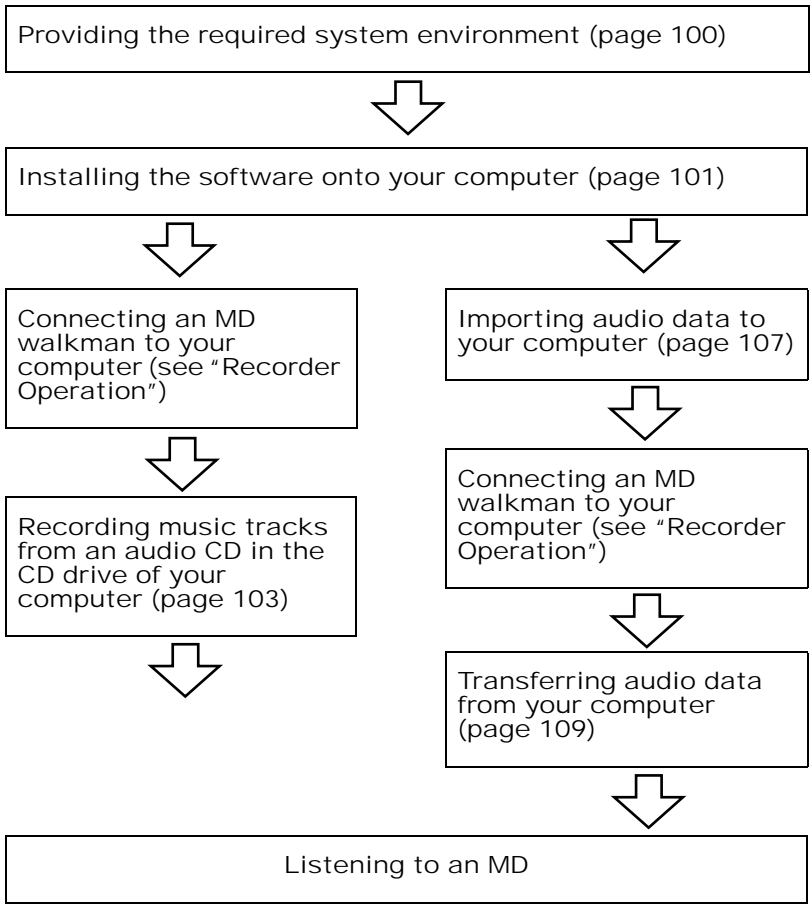 Providing the required system environment (page 100)
Installing the software onto your computer (page 101)
Connecting an MD
walkman to your
computer (see "Recorder
Operation")
Recording music tracks
from an audio CD in the
CD drive of your
computer (page 103)
Importing audio data to
your computer (page 107)
Connecting an MD
walkman to your
computer (see "Recorder
Operation")
Transferring audio data
from your computer
(page 109)
Listening to an MD